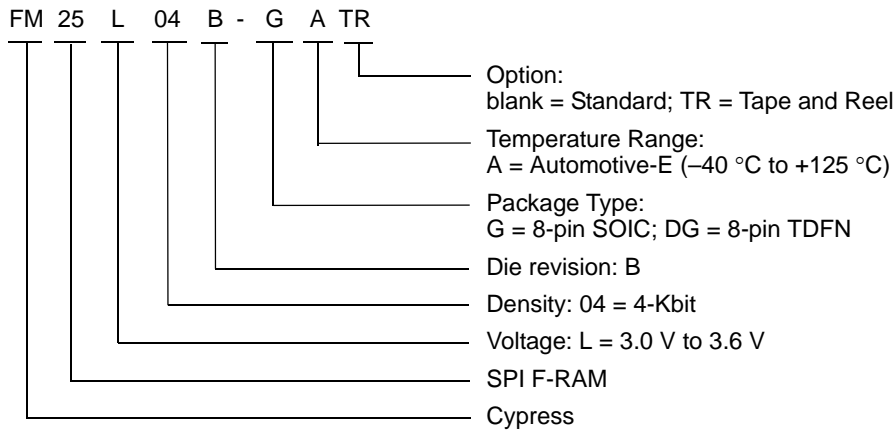 FM 25 L 04 B - G A TR
Option:
blank = Standard; TR = Tape and Reel
Temperature Range:
A = Automotive-E (–40 °C to +125 °C)
Package Type:
G = 8-pin SOIC; DG = 8-pin TDFN
Die revision: B
Density: 04 = 4-Kbit
Voltage: L = 3.0 V to 3.6 V
SPI F-RAM
Cypress